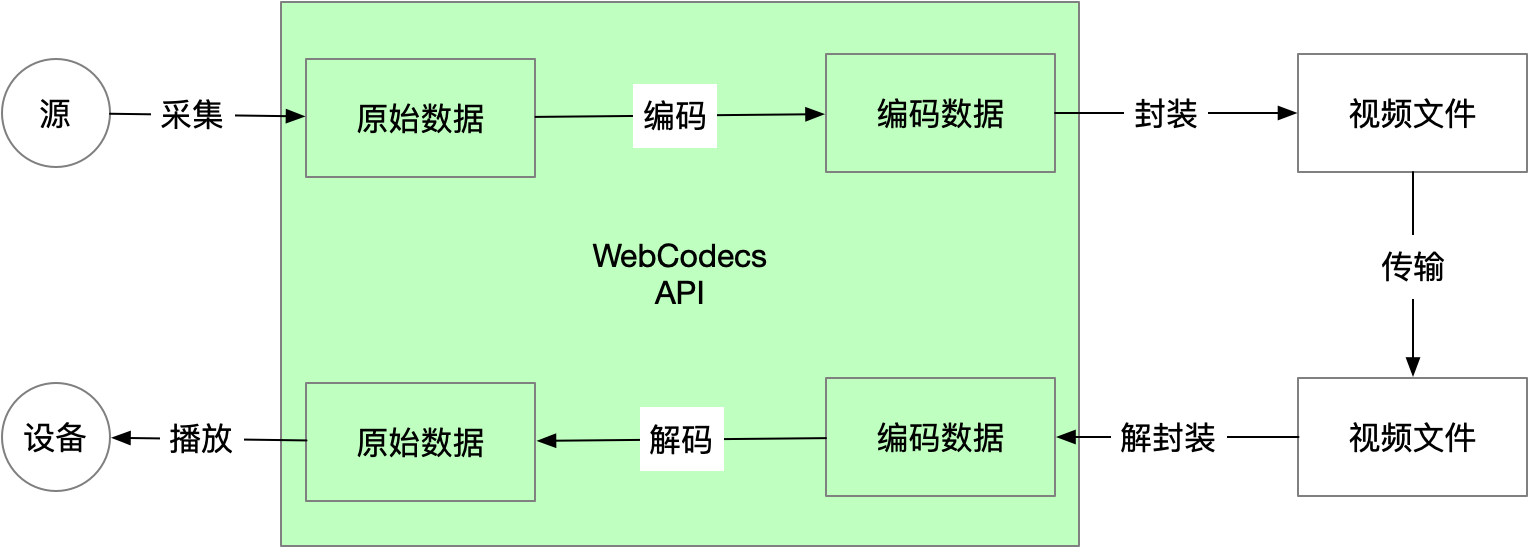 源
采集
原始数据
编码
编码数据
封装
视频文件
WebCodecs
API
传输
设备
播放
原始数据
解码
编码数据
解封装
视频文件